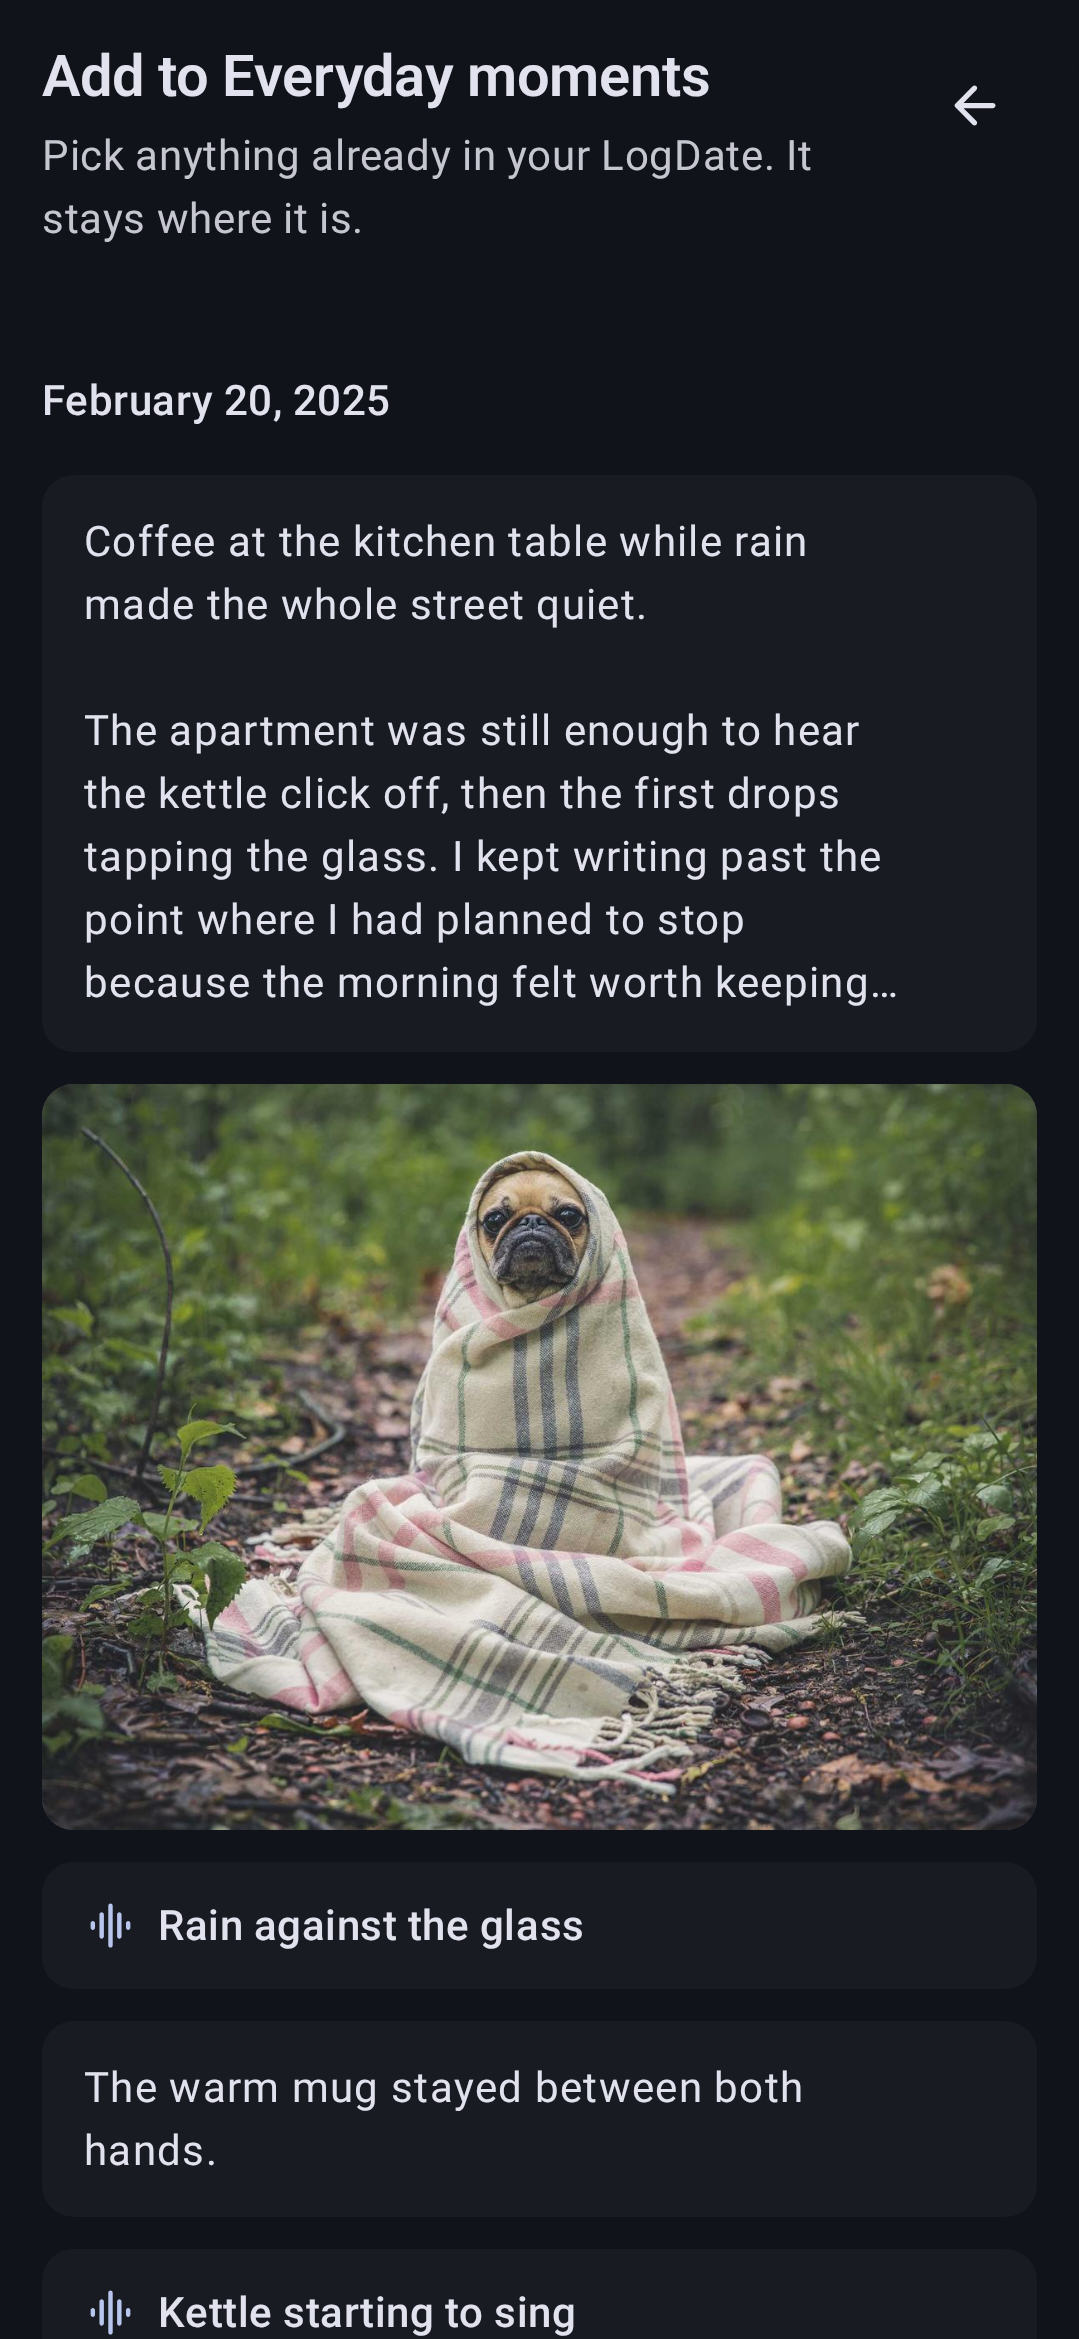 Add to Everyday moments
Pick anything already in your LogDate. It
stays where it is.
February 20, 2025
Coffee at the kitchen table while rain
made the whole street quiet.
The apartment was still enough to hear
the kettle click off, then the first drops
tapping the glass. I kept writing past the
point where I had planned to stop
because the morning felt worth keeping…
Rain against the glass
The warm mug stayed between both
hands.
Kettle starting to sing